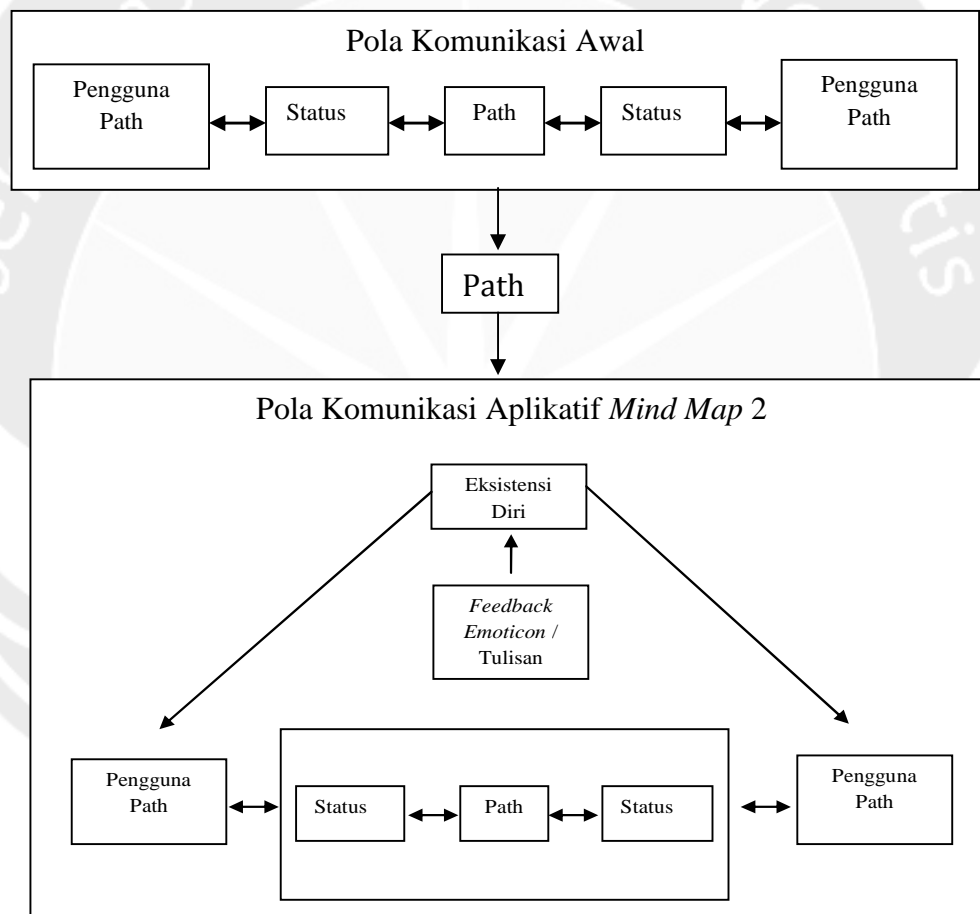 Pola Komunikasi Awal
Pengguna
Path
Status
Path
Status
Pengguna
Path
Path
Pola Komunikasi Aplikatif Mind Map 2
Eksistensi
Diri
Feedback
Emoticon /
Tulisan
Pengguna
Path
Status
Path
Status
Pengguna
Path